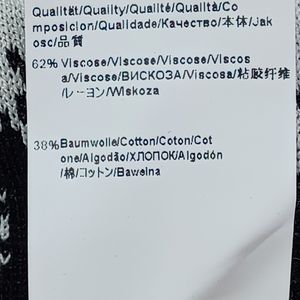 Qualität/Quality/Qualité/Qualità/Co
mposicion/Qualidade/Качество/本体/Jak
osc/品質
62% Viscose/Viscose/Viscose/Viscos
a/Viscose/ВИСКОЗА/Viscosa/粘胶纤维
/レーヨン/Wiskoza
38% Baumwolle/Cotton/Coton/Cot
one/Algodão/ХЛОПОК/Algodón
/棉/コットン/Bawelna